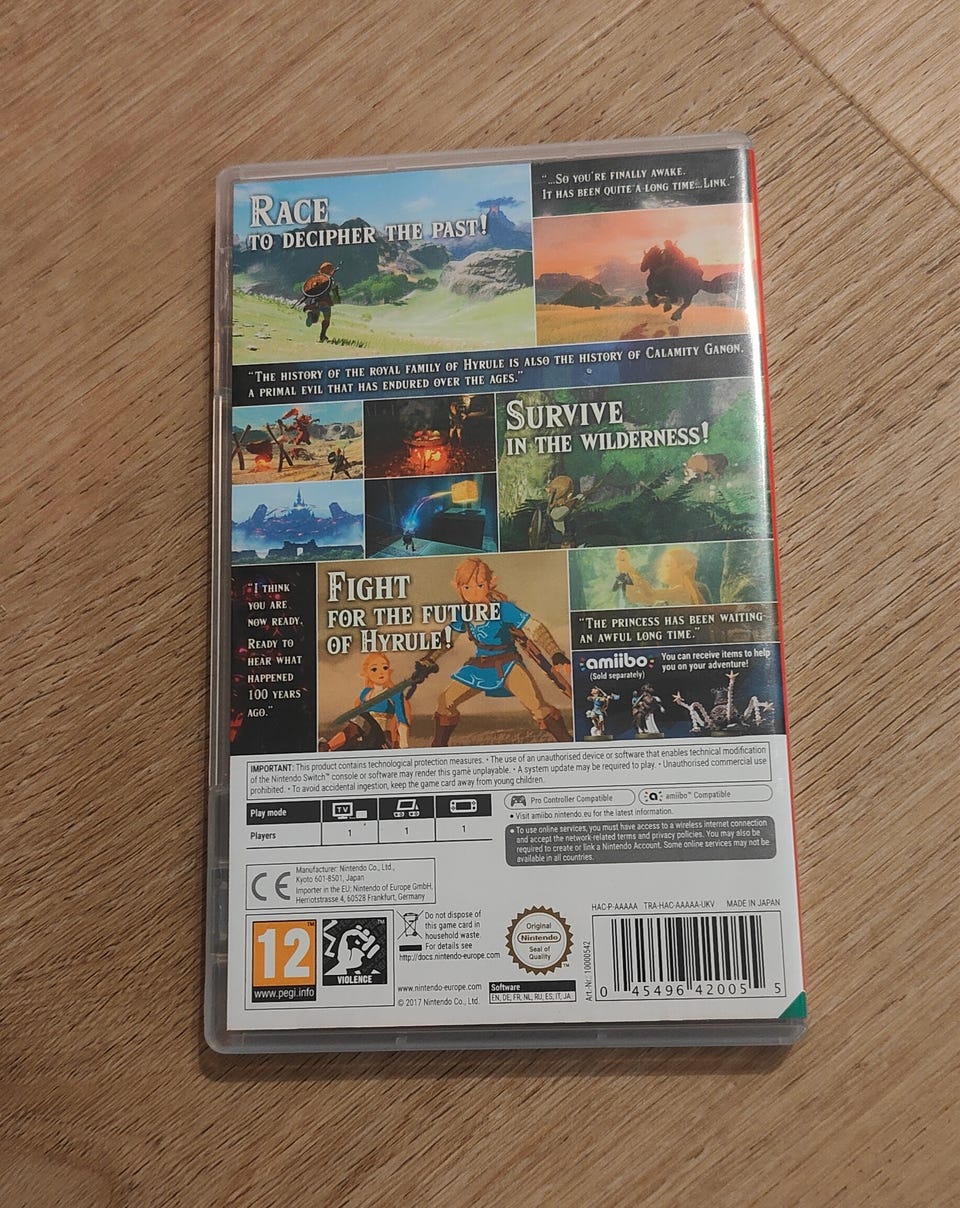 RACE
TO DECIPHER THE PAST!
"...SO YOU'RE FINALLY AWAKE.
IT HAS BEEN QUITE A LONG TIME...LINK."
"THE HISTORY OF THE ROYAL FAMILY OF HYRULE IS ALSO THE HISTORY OF CALAMITY GANON.
A PRIMAL EVIL THAT HAS ENDURED OVER THE AGES."
SURVIVE
IN THE WILDERNESS!
"I THINK
YOU ARE
NOW READY.
READY TO
HEAR WHAT
HAPPENED
100 YEARS
AGO."
FIGHT
FOR THE FUTURE
OF HYRULE!
"THE PRINCESS HAS BEEN WAITING
AN AWFUL LONG TIME."
amiibo
(Sold separately)
You can receive items to help
you on your adventure!
IMPORTANT: This product contains technological protection measures. • The use of an unauthorised device or software that enables technical modification
of the Nintendo Switch™ console or software may render this game unplayable. • A system update may be required to play. • Unauthorised commercial use
prohibited. • To avoid accidental ingestion, keep the game card away from young children.
Play mode TV
Players 1 1 1
Pro Controller Compatible
amiibo™ Compatible
• Visit amiibo.nintendo.eu for the latest information.
• To use online services, you must have access to a wireless internet connection
and accept the network-related terms and privacy policies. You may also be
required to create or link a Nintendo Account. Some online services may not be
available in all countries.
CE
Manufacturer: Nintendo Co., Ltd.,
Kyoto 601-8501, Japan
Importer in the EU: Nintendo of Europe GmbH,
Herriotstrasse 4, 60528 Frankfurt, Germany
12™
www.pegi.info
™
VIOLENCE
Do not dispose of
this game card in
household waste.
For details see
http://docs.nintendo-europe.com
www.nintendo-europe.com
© 2017 Nintendo Co., Ltd.
Software
EN, DE, FR, NL, RU, ES, IT, JA
Original
Nintendo
Seal of
Quality
™
Art.-Nr.: 10000542
HAC-P-AAAAA TRA-HAC-AAAAA-UKV MADE IN JAPAN
0 45496 42005 5